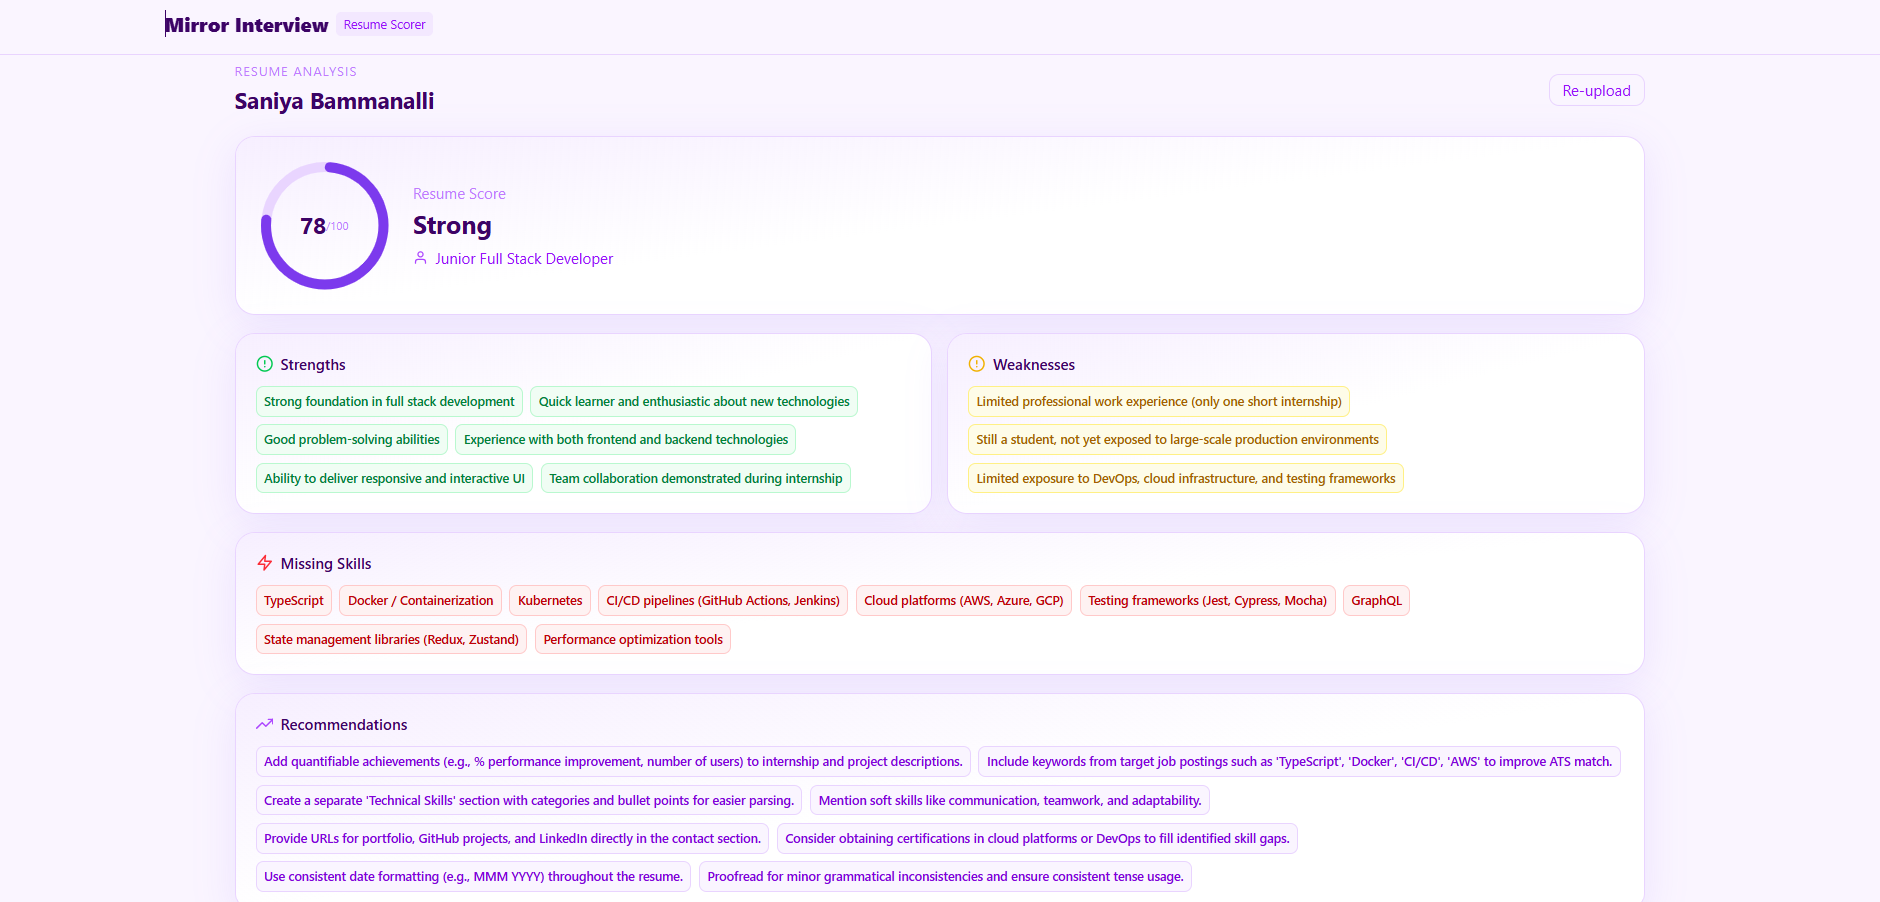 Mirror Interview Resume Scorer
RESUME ANALYSIS
Saniya Bammanalli
Re-upload
78/100
Resume Score
Strong
Junior Full Stack Developer
Strengths
Strong foundation in full stack development Quick learner and enthusiastic about new technologies
Good problem-solving abilities Experience with both frontend and backend technologies
Ability to deliver responsive and interactive UI Team collaboration demonstrated during internship
Weaknesses
Limited professional work experience (only one short internship)
Still a student, not yet exposed to large-scale production environments
Limited exposure to DevOps, cloud infrastructure, and testing frameworks
Missing Skills
TypeScript Docker / Containerization Kubernetes CI/CD pipelines (GitHub Actions, Jenkins) Cloud platforms (AWS, Azure, GCP) Testing frameworks (Jest, Cypress, Mocha) GraphQL
State management libraries (Redux, Zustand) Performance optimization tools
Recommendations
Add quantifiable achievements (e.g., % performance improvement, number of users) to internship and project descriptions. Include keywords from target job postings such as 'TypeScript', 'Docker', 'CI/CD', 'AWS' to improve ATS match.
Create a separate 'Technical Skills' section with categories and bullet points for easier parsing. Mention soft skills like communication, teamwork, and adaptability.
Provide URLs for portfolio, GitHub projects, and LinkedIn directly in the contact section. Consider obtaining certifications in cloud platforms or DevOps to fill identified skill gaps.
Use consistent date formatting (e.g., MMM YYYY) throughout the resume. Proofread for minor grammatical inconsistencies and ensure consistent tense usage.